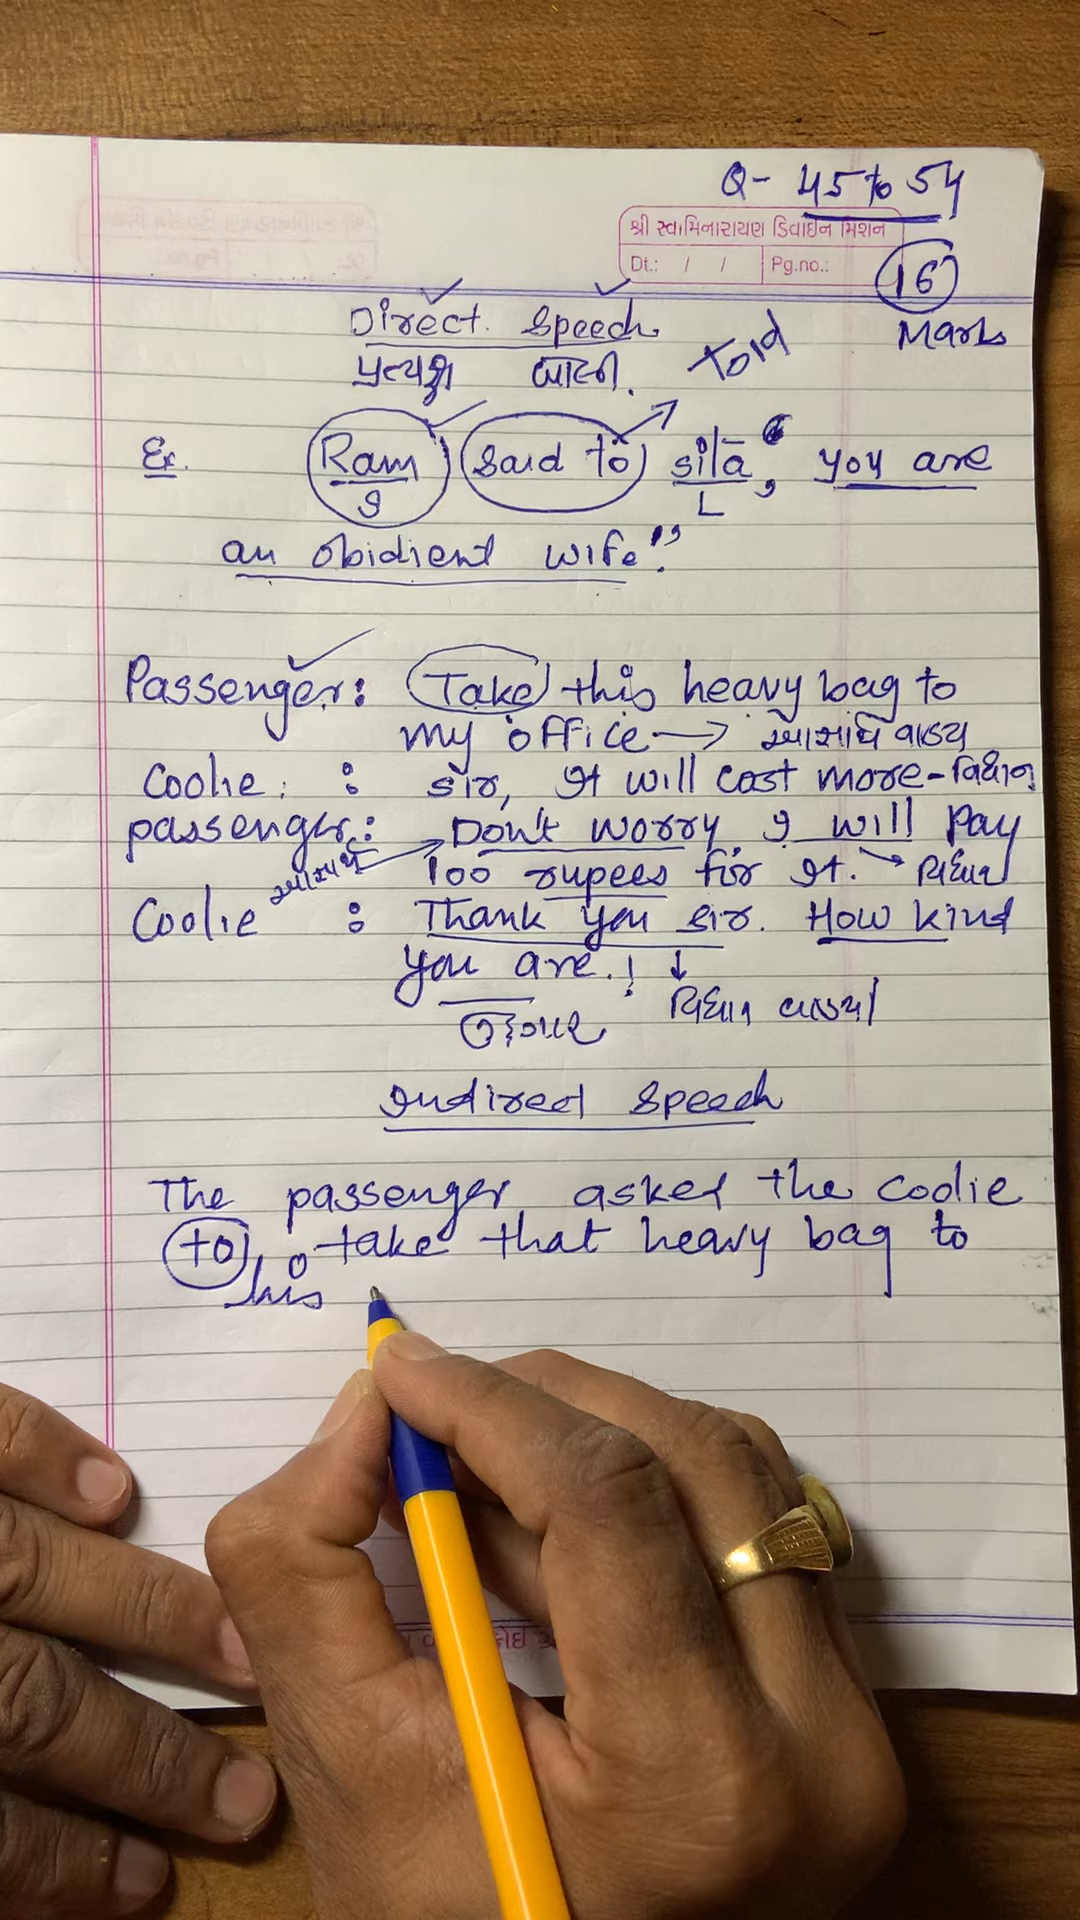 Q- 45 to 54
શ્રી સ્વામિનારાયણ ડિવાઇન મિશન
Dt.: / / Pg.no.:
16
Marks
Direct. Speech
પ્રત્યક્ષ બોલી.
told
Ex. Ram said to sita, "you are
S L
an obidient wife."
Passenger: Take this heavy bag to
my office → આજ્ઞાર્થ વાક્ય
Coolie : sir, It will cost more - વિધાન
passenger: Don't worry, I will Pay
આજ્ઞાર્થ
100 rupees for It. → વિધાન
Coolie : Thank you sir. How kind
you are.! ↓
ઉદ્દગાર વિધાન વાક્ય
Indirect Speech
The passenger asked the coolie
to take that heavy bag to
his o